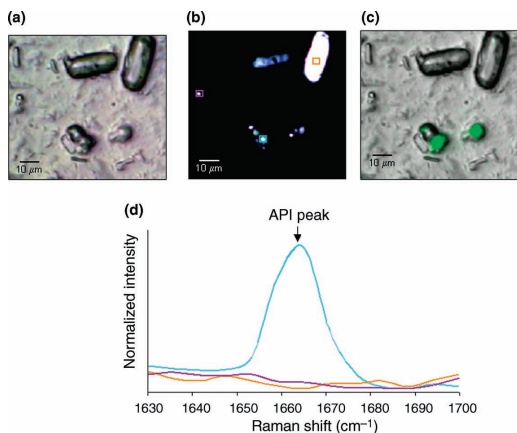 (a)
(b)
(c)
10 μm
10 μm
10 μm
(d)
API peak
Normalized intensity
1630 1640 1650 1660 1670 1680 1690 1700
Raman shift (cm⁻¹)